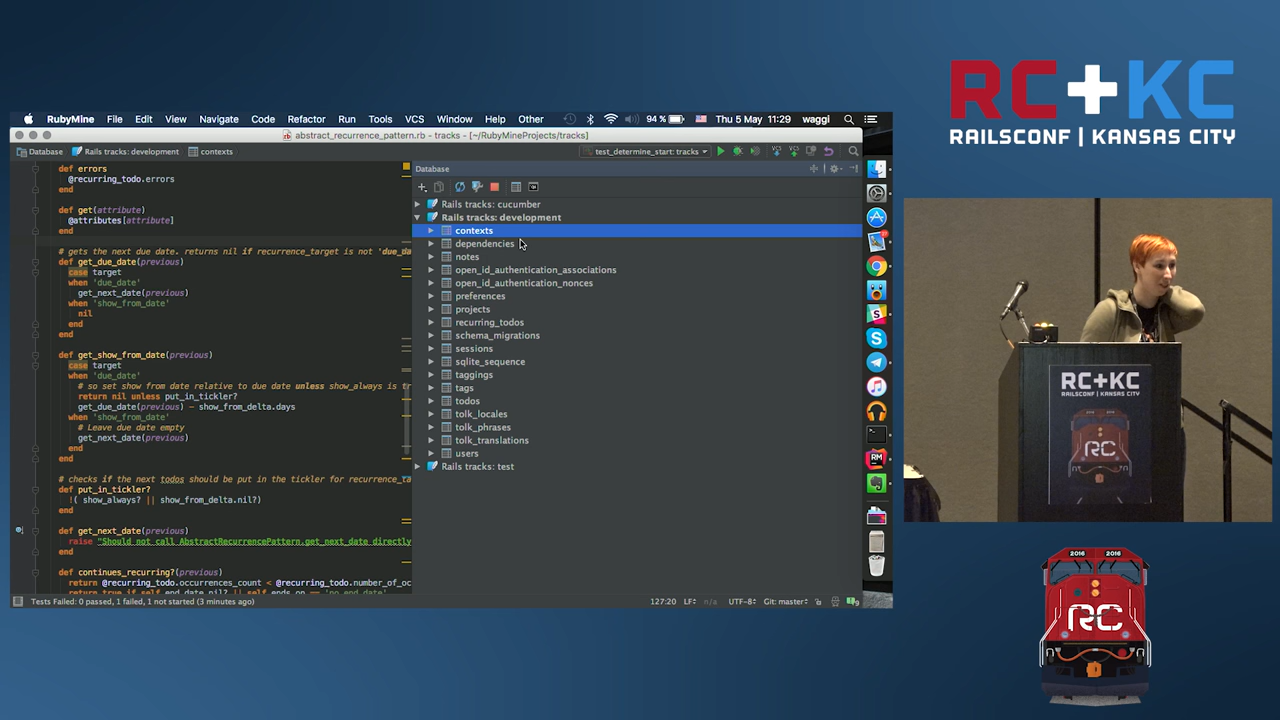 RubyMine File Edit View Navigate Code Refactor Run Tools VCS Window Help Other 94 % Thu 5 May 11:29 waggi
abstract_recurrence_pattern.rb - tracks - [~/RubyMineProjects/tracks]
Database Rails tracks: development contexts test_determine_start: tracks
def errors
@recurring_todo.errors
end
def get(attribute)
@attributes[attribute]
end
# gets the next due date. returns nil if recurrence_target is not 'due_da
def get_due_date(previous)
case target
when 'due_date'
get_next_date(previous)
when 'show_from_date'
nil
end
end
def get_show_from_date(previous)
case target
when 'due_date'
# so set show from date relative to due date unless show_always is tr
return nil unless put_in_tickler?
get_due_date(previous) - show_from_delta.days
when 'show_from_date'
# Leave due date empty
get_next_date(previous)
end
end
# checks if the next todos should be put in the tickler for recurrence_ta
def put_in_tickler?
!( show_always? || show_from_delta.nil?)
end
def get_next_date(previous)
raise "Should not call AbstractRecurrencePattern.get_next_date directly
end
def continues_recurring?(previous)
return @recurring_todo.occurrences_count < @recurring_todo.number_of_oc
return true if self.end_date.nil? || self.ends_on == 'no_end_date'
Database
Rails tracks: cucumber
Rails tracks: development
contexts
dependencies
notes
open_id_authentication_associations
open_id_authentication_nonces
preferences
projects
recurring_todos
schema_migrations
sessions
sqlite_sequence
taggings
tags
todos
tolk_locales
tolk_phrases
tolk_translations
users
Rails tracks: test
Tests Failed: 0 passed, 1 failed, 1 not started (3 minutes ago) 127:20 LF n/a UTF-8 Git: master
RC+KC
RAILSCONF | KANSAS CITY
RC+KC
RAILSCONF | KANSAS CITY
RC
2016 2016
RC